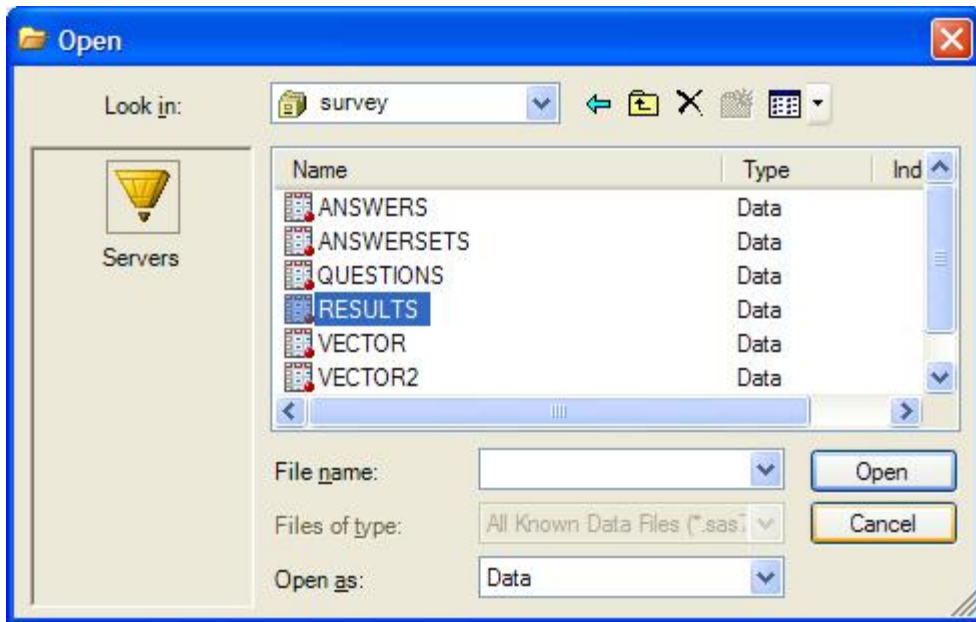 Open
Look in: survey
Servers
Name Type Ind
ANSWERS Data
ANSWERSETS Data
QUESTIONS Data
RESULTS Data
VECTOR Data
VECTOR2 Data
File name: Open
Files of type: All Known Data Files (*.sas7 Cancel
Open as: Data